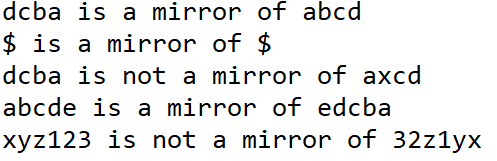 dcba is a mirror of abcd
$ is a mirror of $
dcba is not a mirror of axcd
abcde is a mirror of edcba
xyz123 is not a mirror of 32z1yx